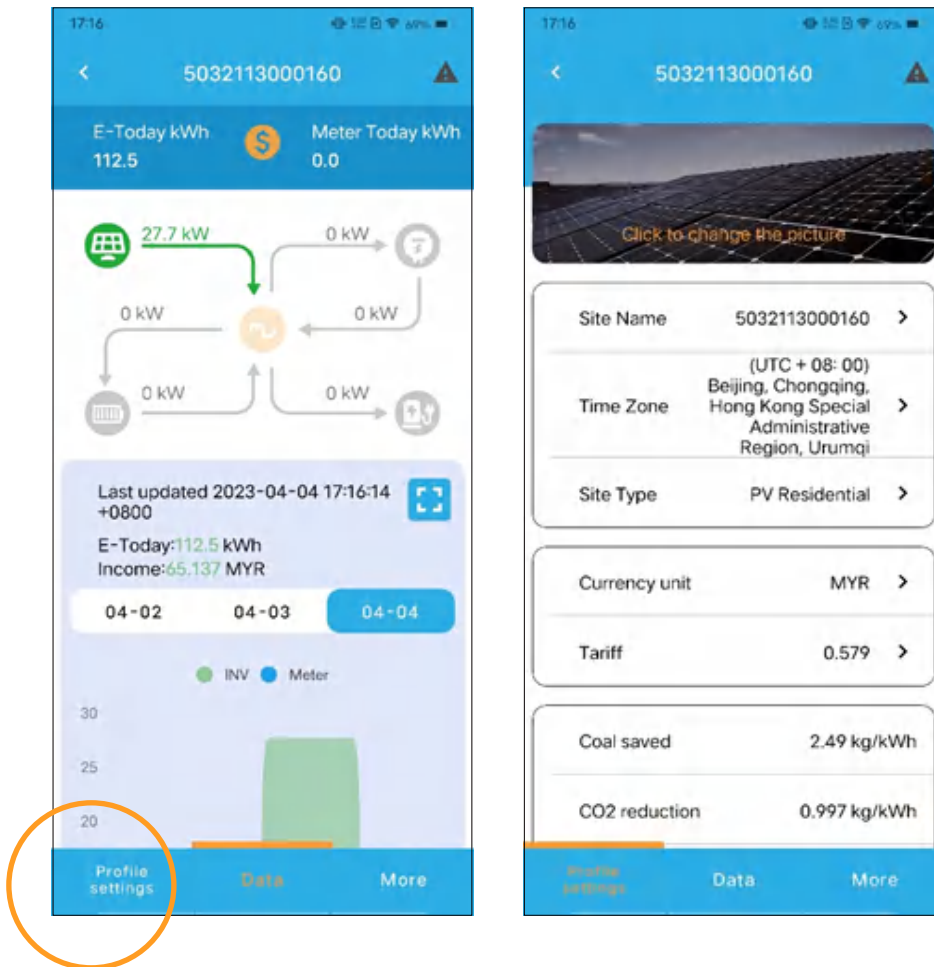 17:16
69%
5032113000160
E-Today kWh
Meter Today kWh
112.5
0.0
27.7 kW
0 kW
0 kW
0 kW
0 kW
0 kW
Last updated 2023-04-04 17:16:14
+0800
E-Today:112.5 kWh
Income:65.137 MYR
04-02
04-03
04-04
INV
Meter
30
25
20
Profile
settings
Data
More
17:16
69%
5032113000160
Click to change the picture
Site Name
5032113000160
Time Zone
(UTC + 08: 00)
Beijing, Chongqing,
Hong Kong Special
Administrative
Region, Urumqi
Site Type
PV Residential
Currency unit
MYR
Tariff
0.579
Coal saved
2.49 kg/kWh
CO2 reduction
0.997 kg/kWh
Profile
settings
Data
More